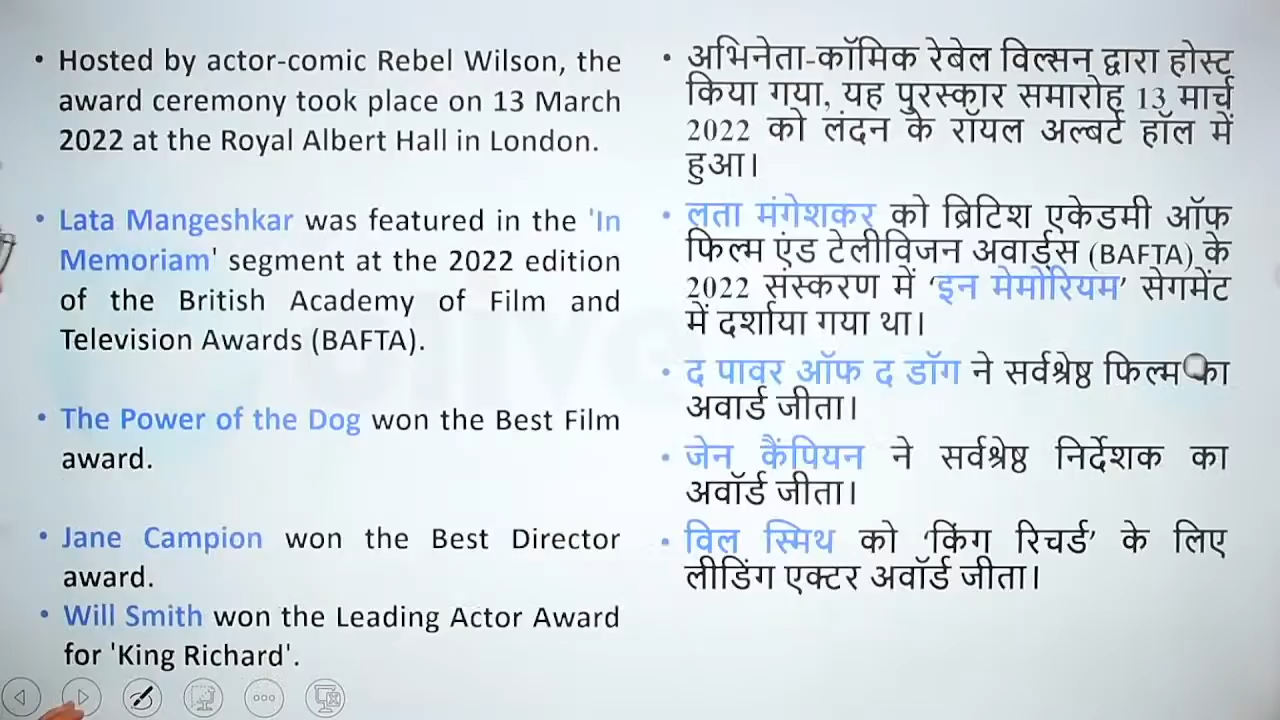 • Hosted by actor-comic Rebel Wilson, the
award ceremony took place on 13 March
2022 at the Royal Albert Hall in London.
• Lata Mangeshkar was featured in the 'In
Memoriam' segment at the 2022 edition
of the British Academy of Film and
Television Awards (BAFTA).
• The Power of the Dog won the Best Film
award.
• Jane Campion won the Best Director
award.
• Will Smith won the Leading Actor Award
for 'King Richard'.
• अभिनेता-कॉमिक रेबेल विल्सन द्वारा होस्ट
किया गया, यह पुरस्कार समारोह 13 मार्च
2022 को लंदन के रॉयल अल्बर्ट हॉल में
हुआ।
• लता मंगेशकर को ब्रिटिश एकेडमी ऑफ
फिल्म एंड टेलीविजन अवार्ड्स (BAFTA) के
2022 संस्करण में ‘इन मेमोरियम’ सेगमेंट
में दर्शाया गया था।
• द पावर ऑफ द डॉग ने सर्वश्रेष्ठ फिल्म का
अवार्ड जीता।
• जेन कैंपियन ने सर्वश्रेष्ठ निर्देशक का
अवॉर्ड जीता।
• विल स्मिथ को ‘किंग रिचर्ड’ के लिए
लीडिंग एक्टर अवॉर्ड जीता।